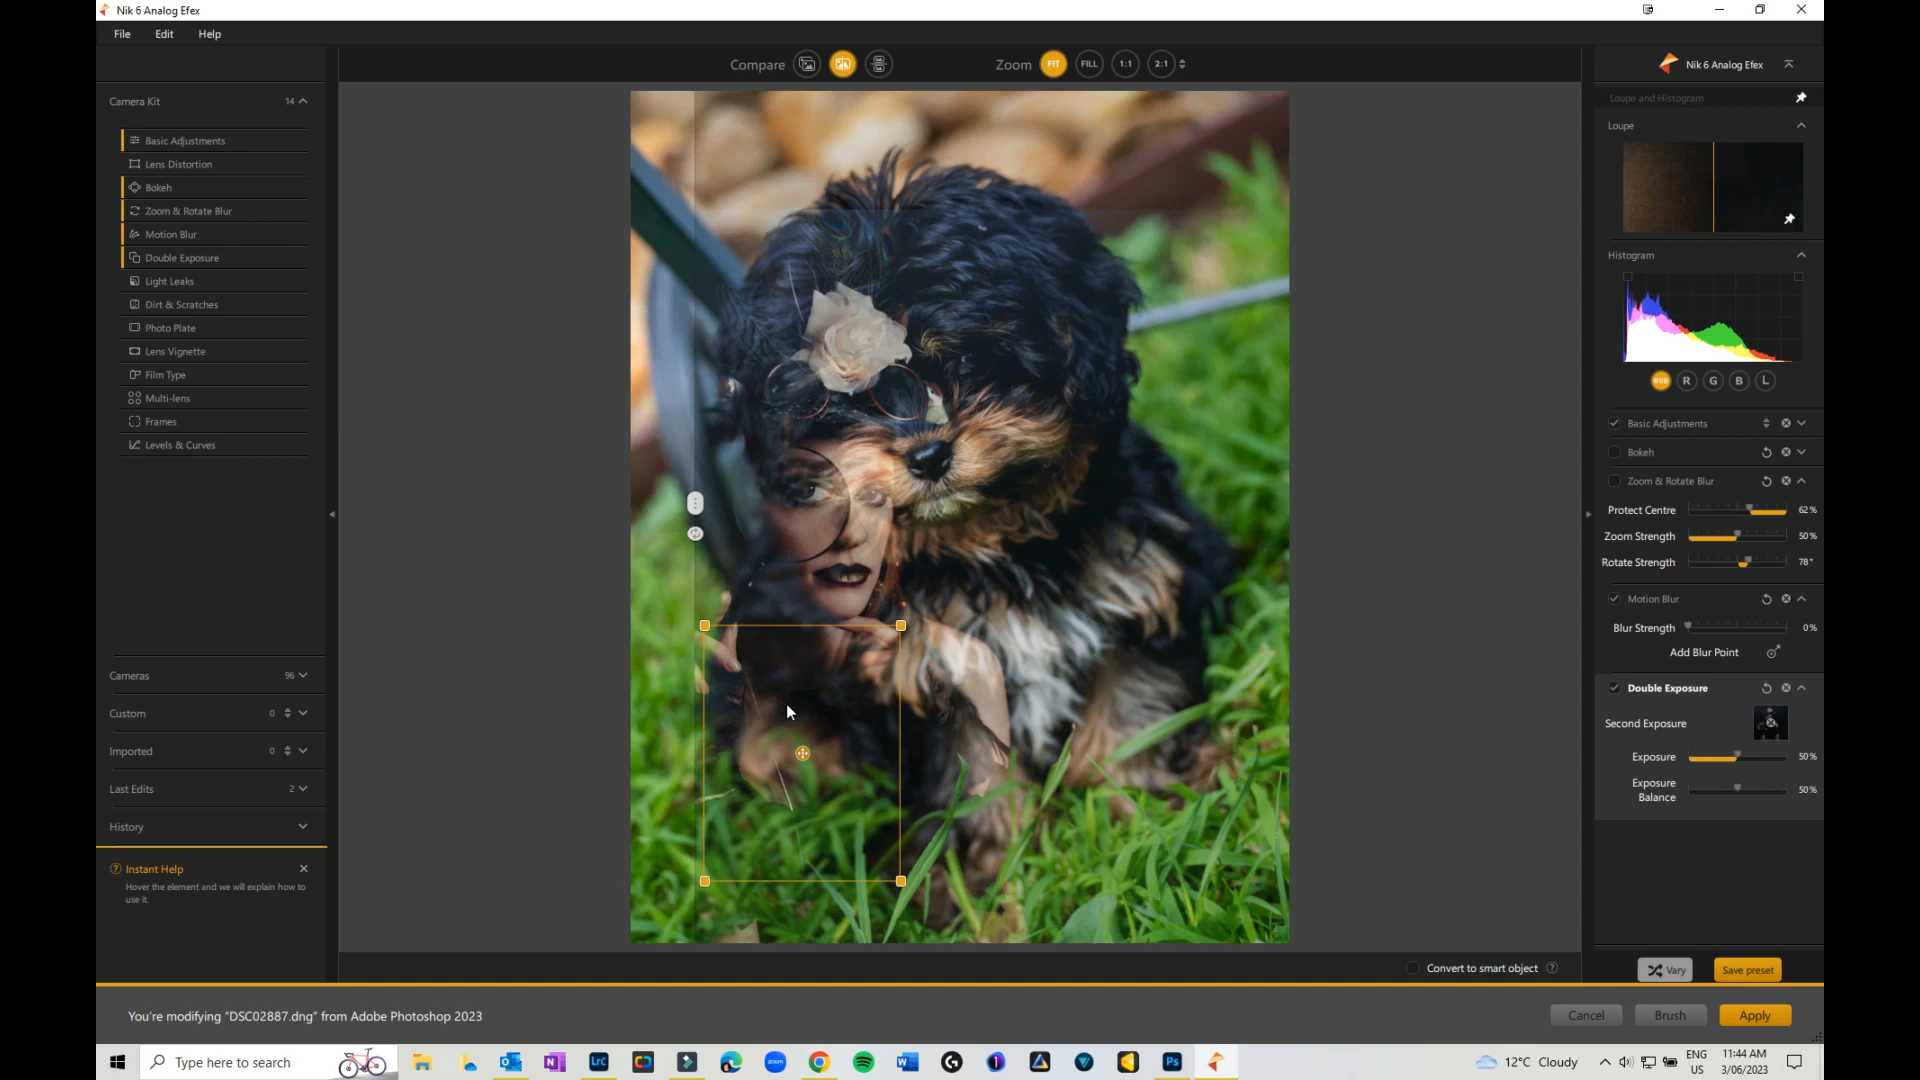 Nik 6 Analog Efex
File Edit Help
Compare Zoom FIT FILL 1:1 2:1
Nik 6 Analog Efex
Camera Kit 14
Basic Adjustments
Lens Distortion
Bokeh
Zoom & Rotate Blur
Motion Blur
Double Exposure
Light Leaks
Dirt & Scratches
Photo Plate
Lens Vignette
Film Type
Multi-lens
Frames
Levels & Curves
Cameras 96
Custom 0
Imported 0
Last Edits 2
History
Instant Help
Hover the element and we will explain how to
use it.
Loupe and Histogram
Loupe
Histogram
RGB R G B L
Basic Adjustments
Bokeh
Zoom & Rotate Blur
Protect Centre 62%
Zoom Strength 50%
Rotate Strength 78°
Motion Blur
Blur Strength 0%
Add Blur Point
Double Exposure
Second Exposure
Exposure 50%
Exposure
Balance 50%
Convert to smart object ?
Vary Save preset
You're modifying "DSC02887.dng" from Adobe Photoshop 2023
Cancel Brush Apply
Type here to search
N Lrc zoom W Ps
12°C Cloudy
ENG
US
11:44 AM
3/06/2023